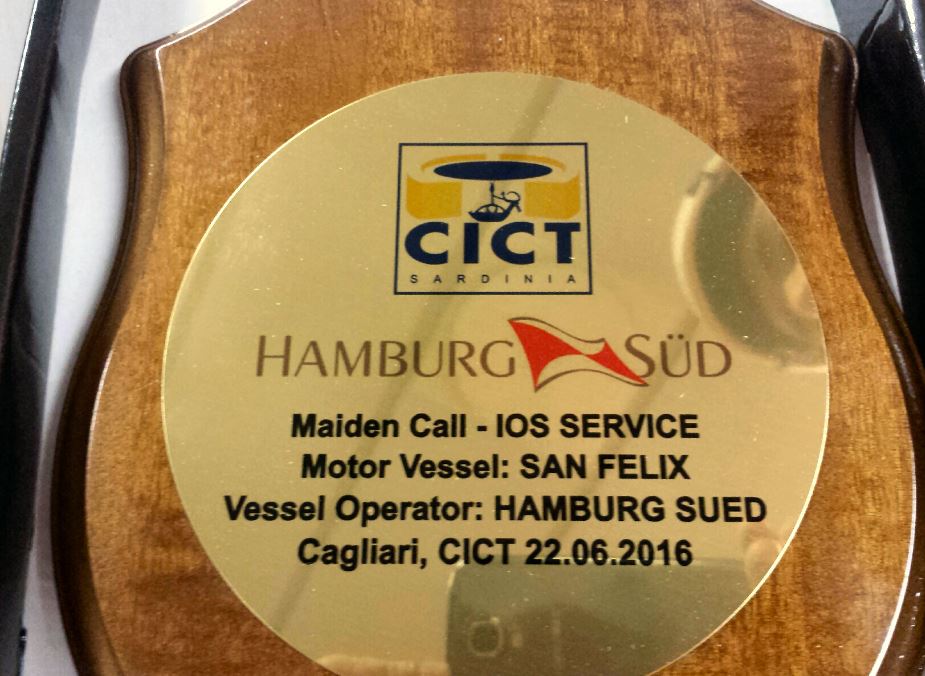 CICT
SARDINIA
HAMBURG SÜD
Maiden Call - IOS SERVICE
Motor Vessel: SAN FELIX
Vessel Operator: HAMBURG SUED
Cagliari, CICT 22.06.2016